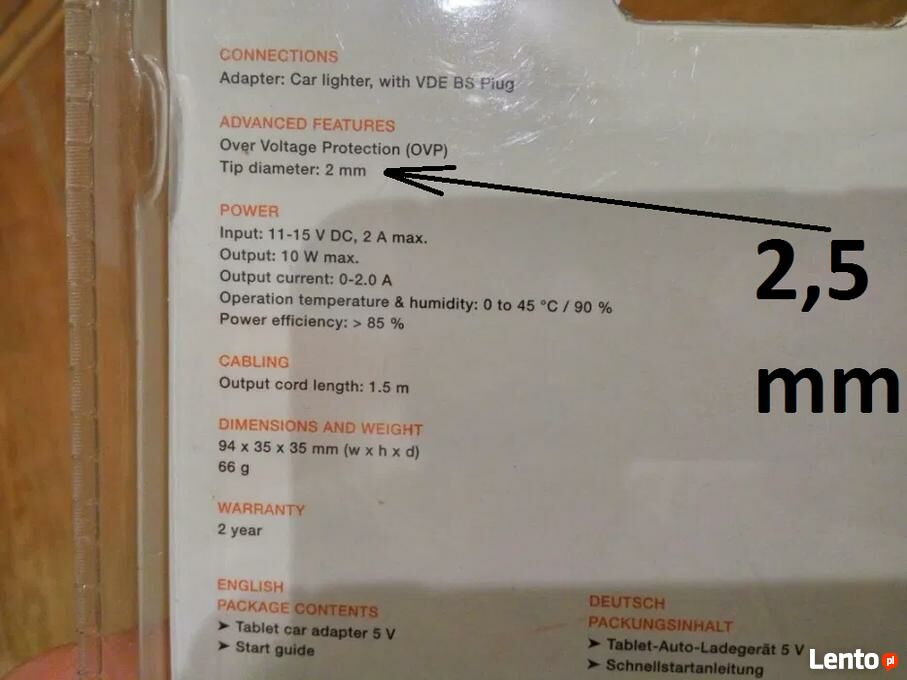 CONNECTIONS
Adapter: Car lighter, with VDE BS Plug
ADVANCED FEATURES
Over Voltage Protection (OVP)
Tip diameter: 2 mm
POWER
Input: 11-15 V DC, 2 A max.
Output: 10 W max.
Output current: 0-2.0 A
Operation temperature & humidity: 0 to 45 °C / 90 %
Power efficiency: > 85 %
2,5
mm
CABLING
Output cord length: 1.5 m
DIMENSIONS AND WEIGHT
94 x 35 x 35 mm (w x h x d)
66 g
WARRANTY
2 year
ENGLISH
PACKAGE CONTENTS
➤ Tablet car adapter 5 V
➤ Start guide
DEUTSCH
PACKUNGSINHALT
➤ Tablet-Auto-Ladegerät 5 V
➤ Schnellstartanleitung
Lento pl